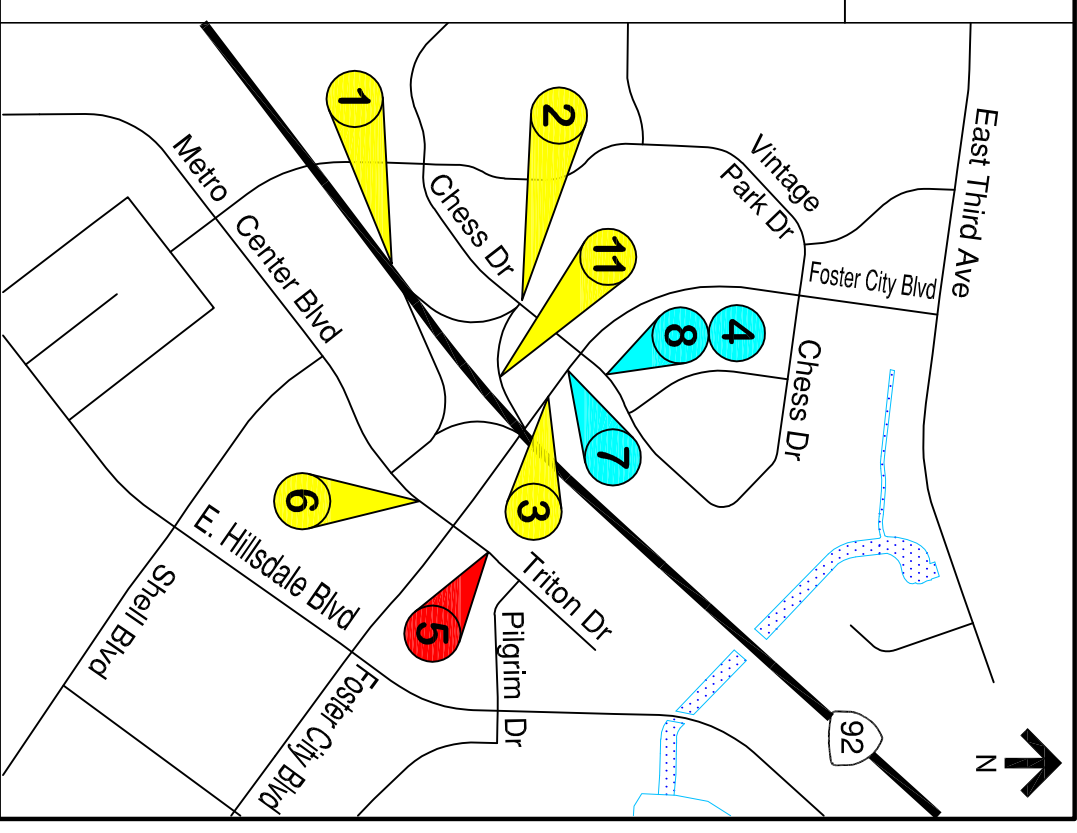 1
2
Vintage
Park Dr
East Third Ave
Metro
Center Blvd
Chess Dr
11
Foster City Blvd
8
4
Chess Dr
7
6
3
E. Hillsdale Blvd
Triton Dr
5
Shell Blvd
Pilgrim Dr
Foster City Blvd
92
N